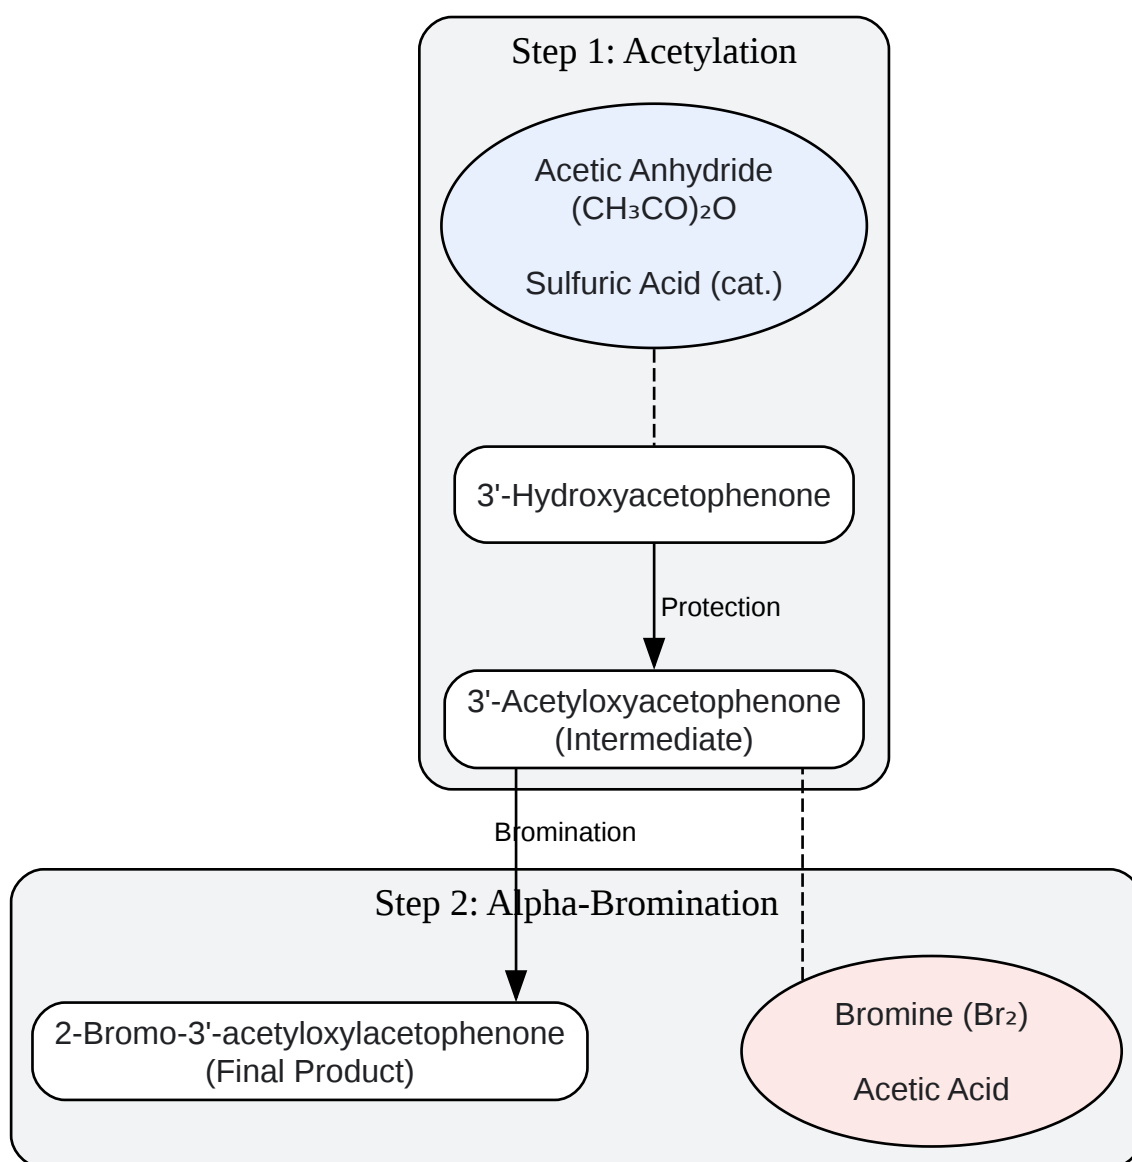 Step 1: Acetylation
Acetic Anhydride
(CH₃CO)₂O
Sulfuric Acid (cat.)
3'-Hydroxyacetophenone
Protection
3'-Acetyloxyacetophenone
(Intermediate)
Bromination
Step 2: Alpha-Bromination
2-Bromo-3'-acetyloxylacetophenone
(Final Product)
Bromine (Br₂)
Acetic Acid